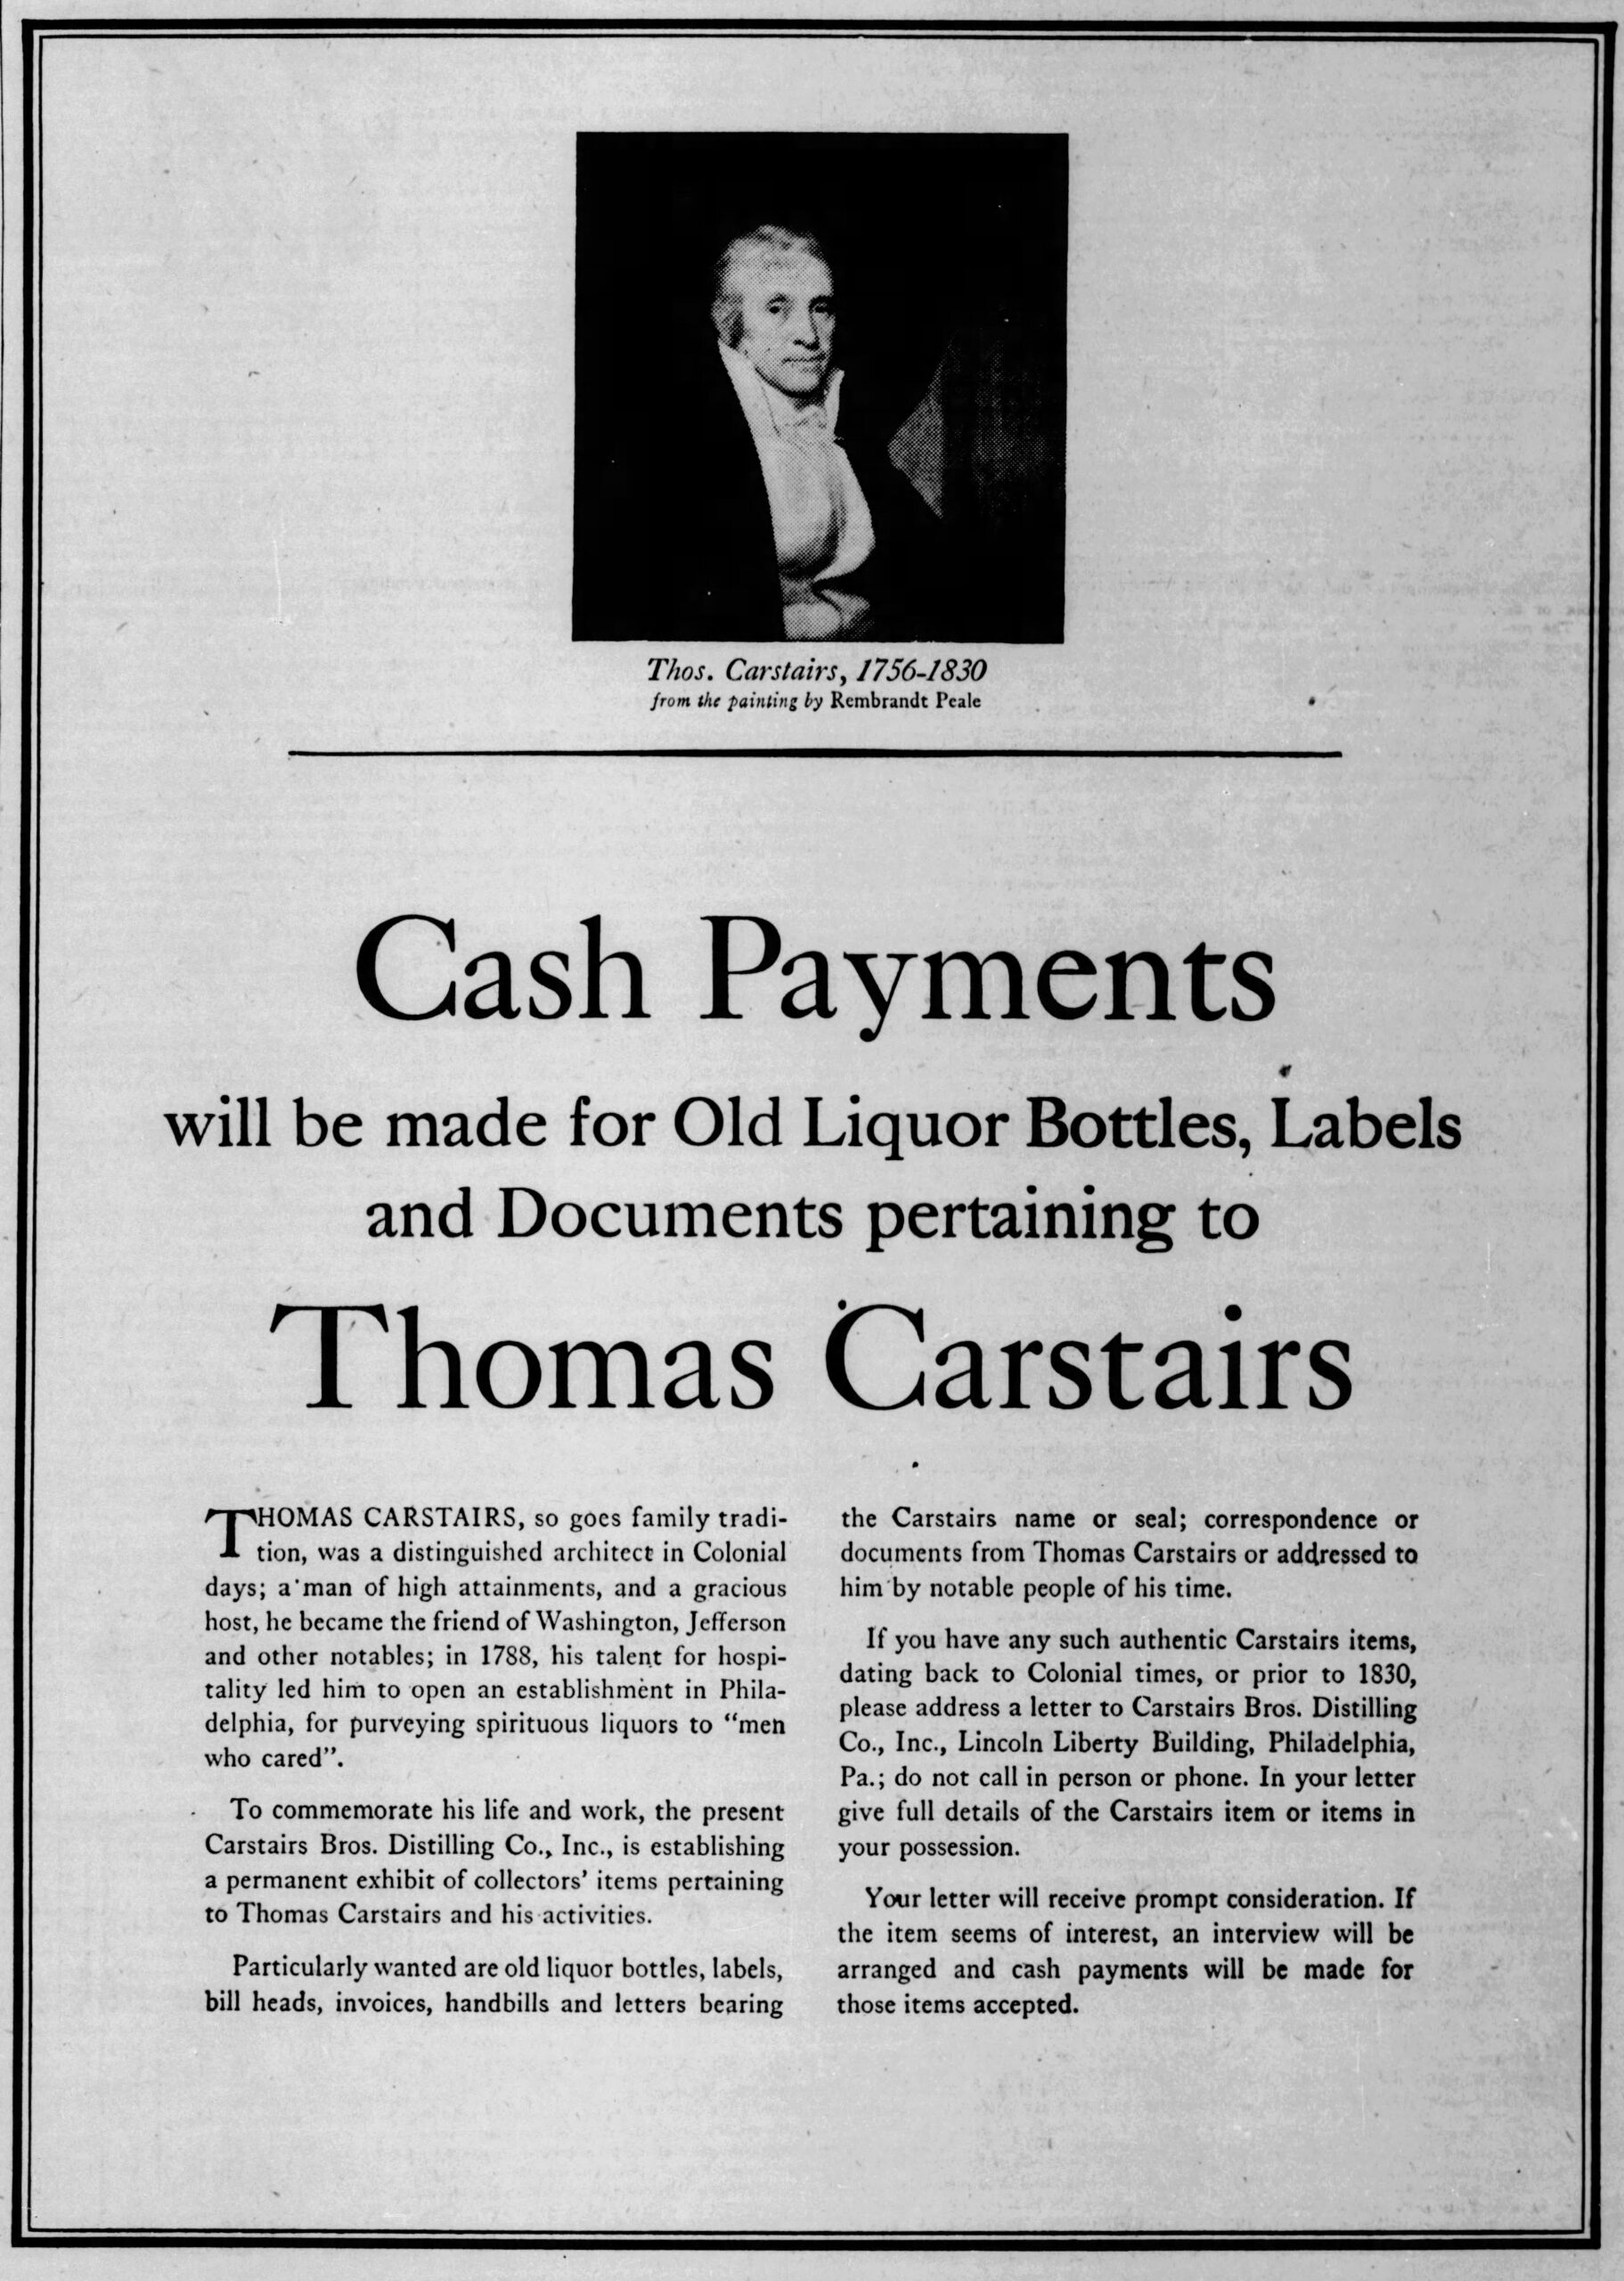 Thos. Carstairs, 1756-1830
from the painting by Rembrandt Peale
Cash Payments
will be made for Old Liquor Bottles, Labels
and Documents pertaining to
Thomas Carstairs
THOMAS CARSTAIRS, so goes family tradi-
tion, was a distinguished architect in Colonial
days; a man of high attainments, and a gracious
host, he became the friend of Washington, Jefferson
and other notables; in 1788, his talent for hospi-
tality led him to open an establishment in Phila-
delphia, for purveying spirituous liquors to “men
who cared”.
To commemorate his life and work, the present
Carstairs Bros. Distilling Co., Inc., is establishing
a permanent exhibit of collectors’ items pertaining
to Thomas Carstairs and his activities.
Particularly wanted are old liquor bottles, labels,
bill heads, invoices, handbills and letters bearing
the Carstairs name or seal; correspondence or
documents from Thomas Carstairs or addressed to
him by notable people of his time.
If you have any such authentic Carstairs items,
dating back to Colonial times, or prior to 1830,
please address a letter to Carstairs Bros. Distilling
Co., Inc., Lincoln Liberty Building, Philadelphia,
Pa.; do not call in person or phone. In your letter
give full details of the Carstairs item or items in
your possession.
Your letter will receive prompt consideration. If
the item seems of interest, an interview will be
arranged and cash payments will be made for
those items accepted.